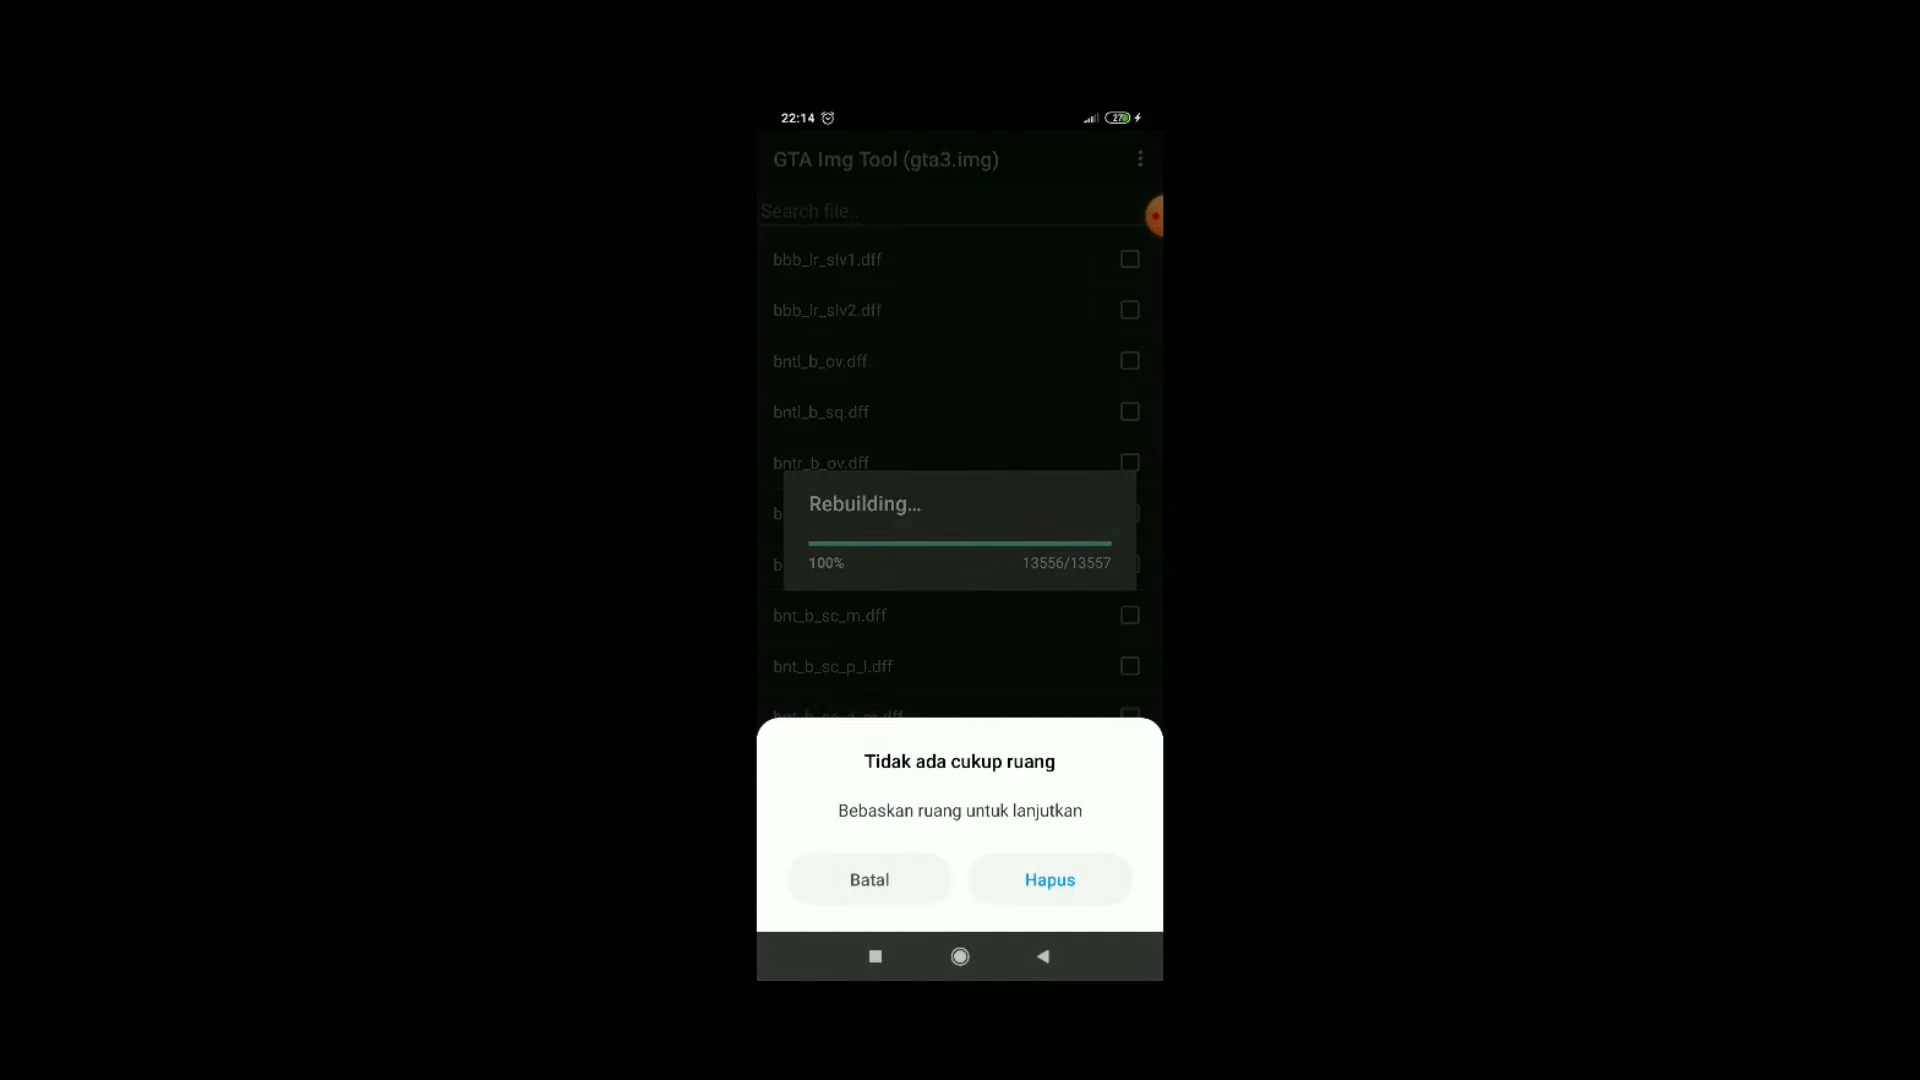 22:14
27
GTA Img Tool (gta3.img)
Search file..
bbb_lr_slv1.dff
bbb_lr_slv2.dff
bntl_b_ov.dff
bntl_b_sq.dff
bntr_b_ov.dff
b
Rebuilding...
100% 13556/13557
b
bnt_b_sc_m.dff
bnt_b_sc_p_l.dff
Tidak ada cukup ruang
Bebaskan ruang untuk lanjutkan
Batal Hapus